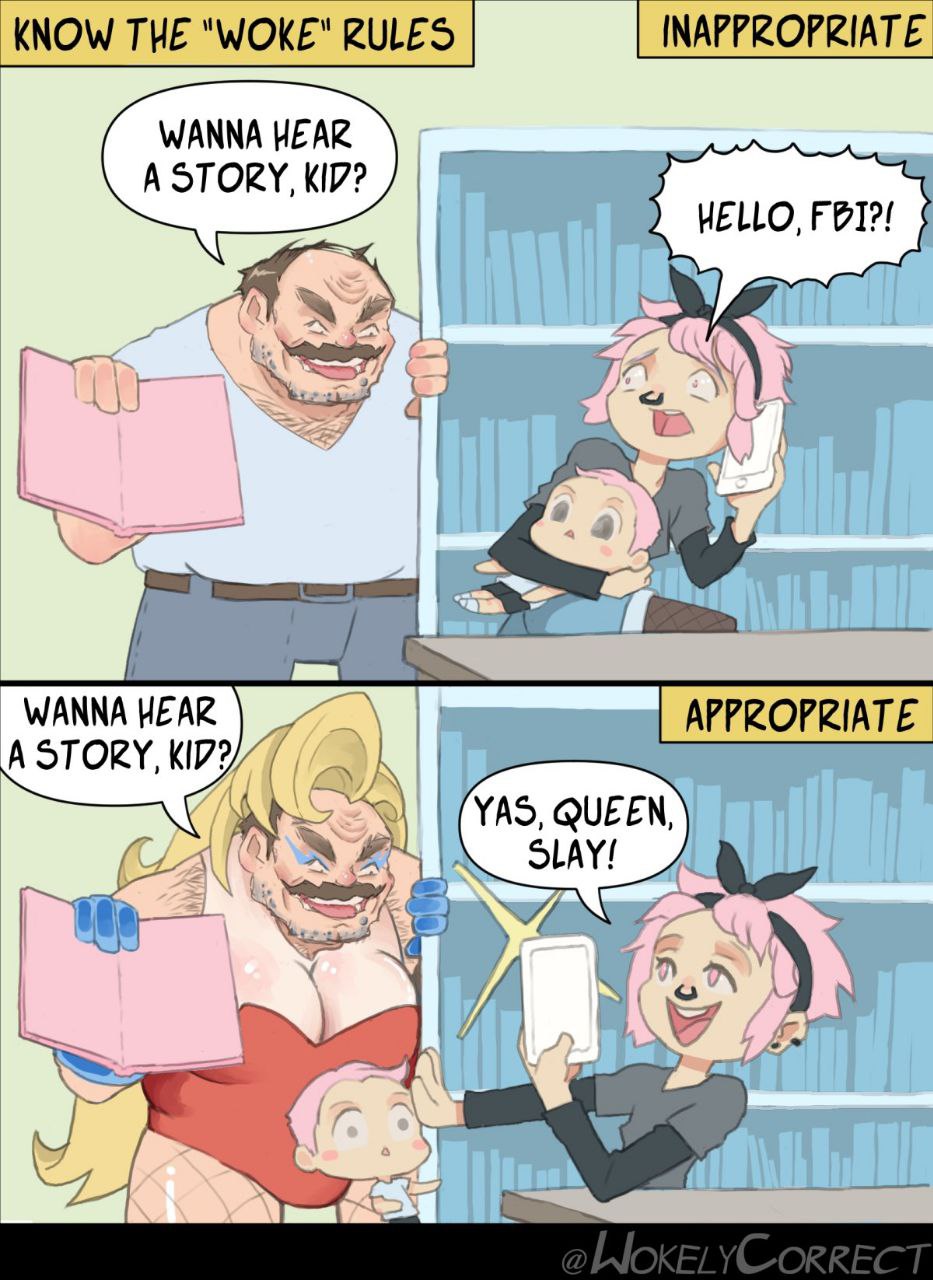 KNOW THE "WOKE" RULES
INAPPROPRIATE
WANNA HEAR
A STORY, KID?
HELLO, FBI?!
WANNA HEAR
A STORY, KID?
APPROPRIATE
YAS, QUEEN,
SLAY!
@WOKELYCORRECT